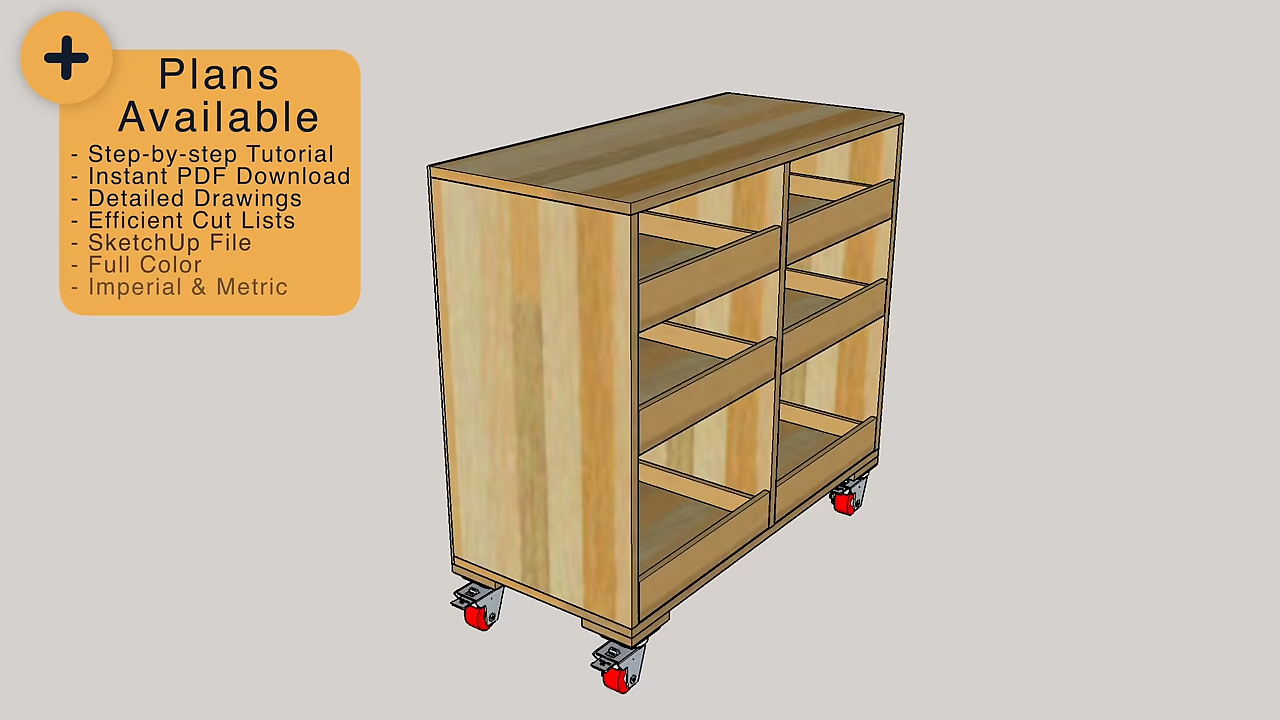 Plans
Available
- Step-by-step Tutorial
- Instant PDF Download
- Detailed Drawings
- Efficient Cut Lists
- SketchUp File
- Full Color
- Imperial & Metric